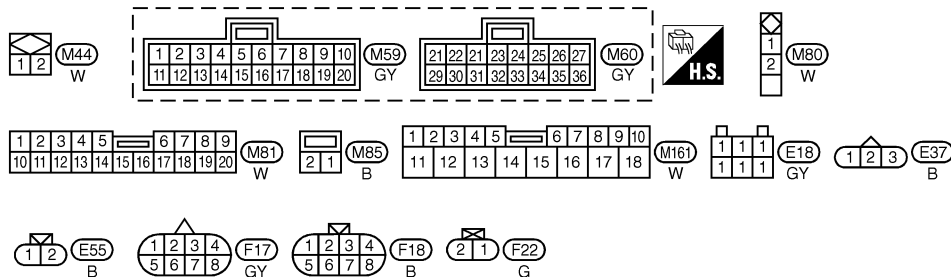 1 2
M44
W
1 2 3 4 5 6 7 8 9 10
11 12 13 14 15 16 17 18 19 20
M59
GY
21 22 21 23 24 25 26 27
29 30 31 32 33 34 35 36
M60
GY
H.S.
1
2
M80
W
1 2 3 4 5 6 7 8 9
10 11 12 13 14 15 16 17 18 19 20
M81
W
2 1
M85
B
1 2 3 4 5 6 7 8 9 10
11 12 13 14 15 16 17 18
M161
W
1 1 1
1 1 1
E18
GY
1 2 3
E37
B
1 2
E55
B
1 2 3 4
5 6 7 8
F17
GY
1 2 3 4
5 6 7 8
F18
B
2 1
F22
G